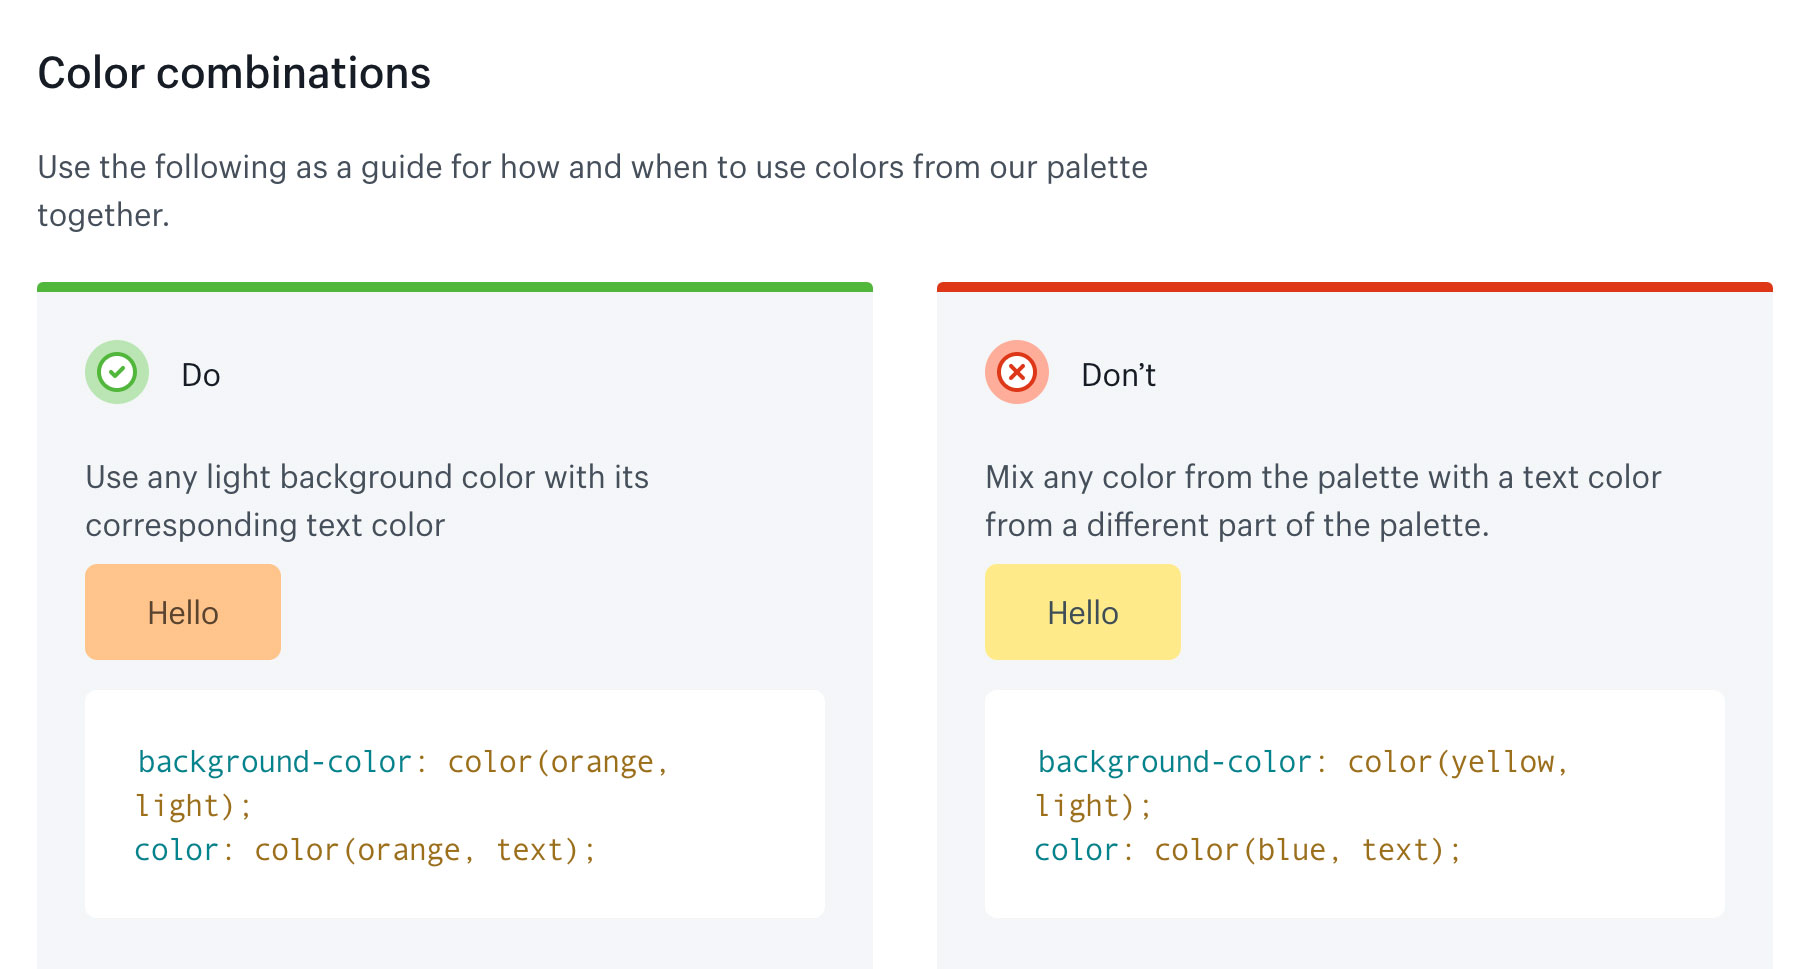 Color combinations
Use the following as a guide for how and when to use colors from our palette
together.
Do
Use any light background color with its
corresponding text color
Hello
background-color: color(orange,
light);
color: color(orange, text);
Don’t
Mix any color from the palette with a text color
from a different part of the palette.
Hello
background-color: color(yellow,
light);
color: color(blue, text);